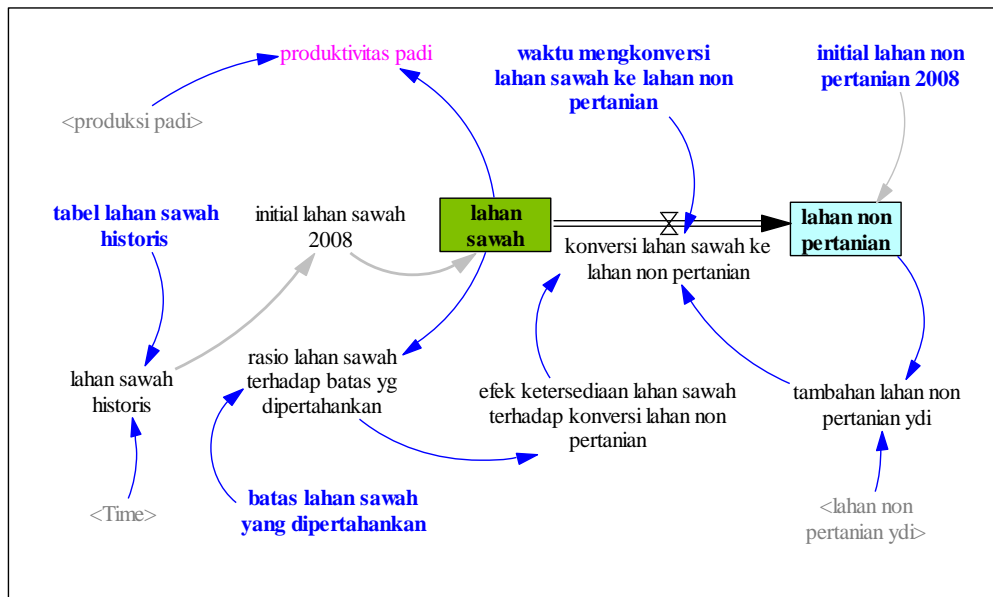 produktivitas padi
<produksi padi>
waktu mengkonversi
lahan sawah ke lahan non
pertanian
initial lahan non
pertanian 2008
tabel lahan sawah
historis
initial lahan sawah
2008
lahan
sawah
konversi lahan sawah ke
lahan non pertanian
lahan non
pertanian
lahan sawah
historis
rasio lahan sawah
terhadap batas yg
dipertahankan
efek ketersediaan lahan sawah
terhadap konversi lahan non
pertanian
tambahan lahan non
pertanian ydi
<Time>
batas lahan sawah
yang dipertahankan
<lahan non
pertanian ydi>